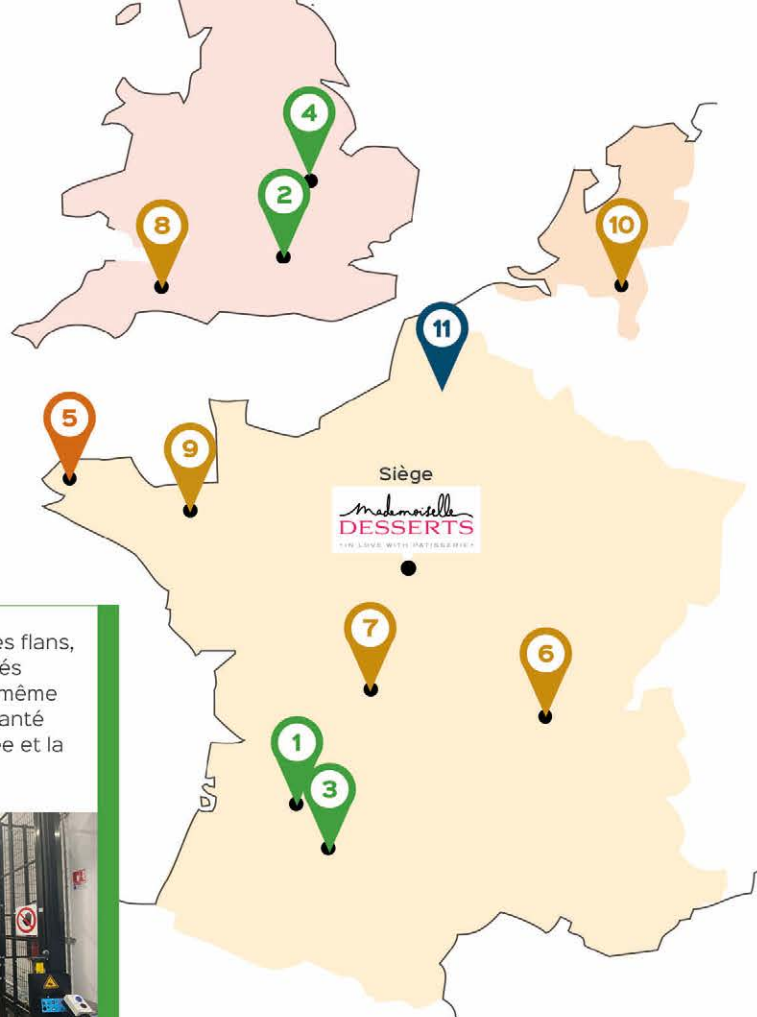 4
2
8
10
11
5
9
Siège
Mademoiselle
DESSERTS
IN LOVE WITH PATISSERIE
7
6
1
3
es flans,
és
même
anté
e et la